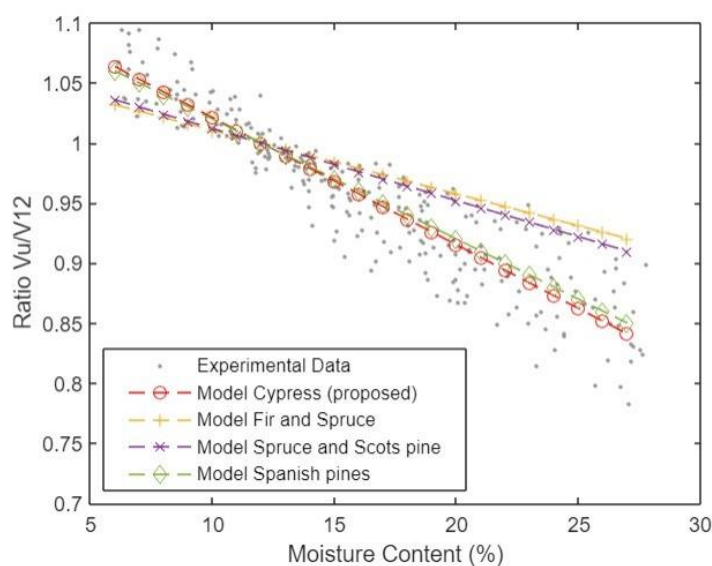 1.1
1.05
1
0.95
0.9
0.85
0.8
0.75
0.7
Ratio Vu/V12
Experimental Data
Model Cypress (proposed)
Model Fir and Spruce
Model Spruce and Scots pine
Model Spanish pines
5 10 15 20 25 30
Moisture Content (%)